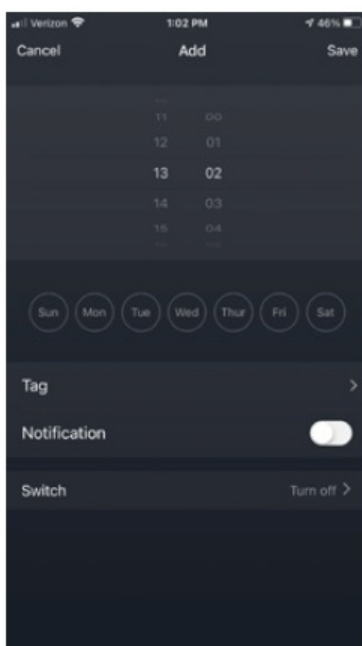 Verizon 1:02 PM 46%
Cancel Add Save
11 00
12 01
13 02
14 03
15 04
Sun Mon Tue Wed Thur Fri Sat
Tag >
Notification
Switch Turn off >